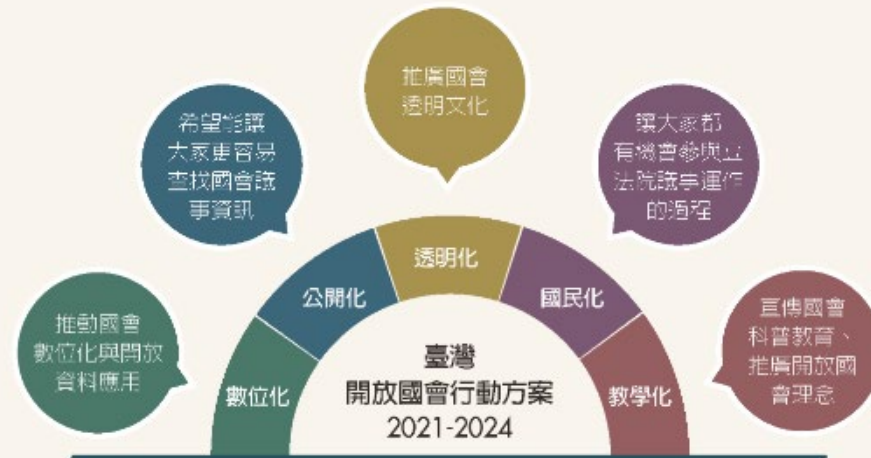 推廣國會
透明文化
希望能讓
大家更容易
查找國會議
事資訊
讓大家都
有機會參與立
法院議事運作
的過程
透明化
公開化
國民化
推動國會
數位化與開放
資料應用
宣傳國會
科普教育、
推廣開放國
會理念
數位化
教學化
臺灣
開放國會行動方案
2021-2024